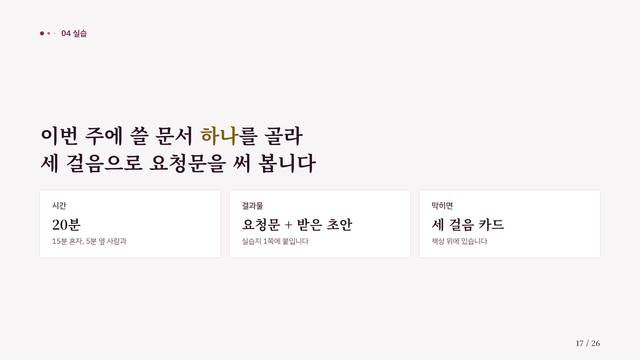 04 실습
이번 주에 쓸 문서 하나를 골라
세 걸음으로 요청문을 써 봅니다
시간
20분
15분 혼자, 5분 옆 사람과
결과물
요청문 + 받은 초안
실습지 1쪽에 붙입니다
막히면
세 걸음 카드
책상 위에 있습니다
17 / 26